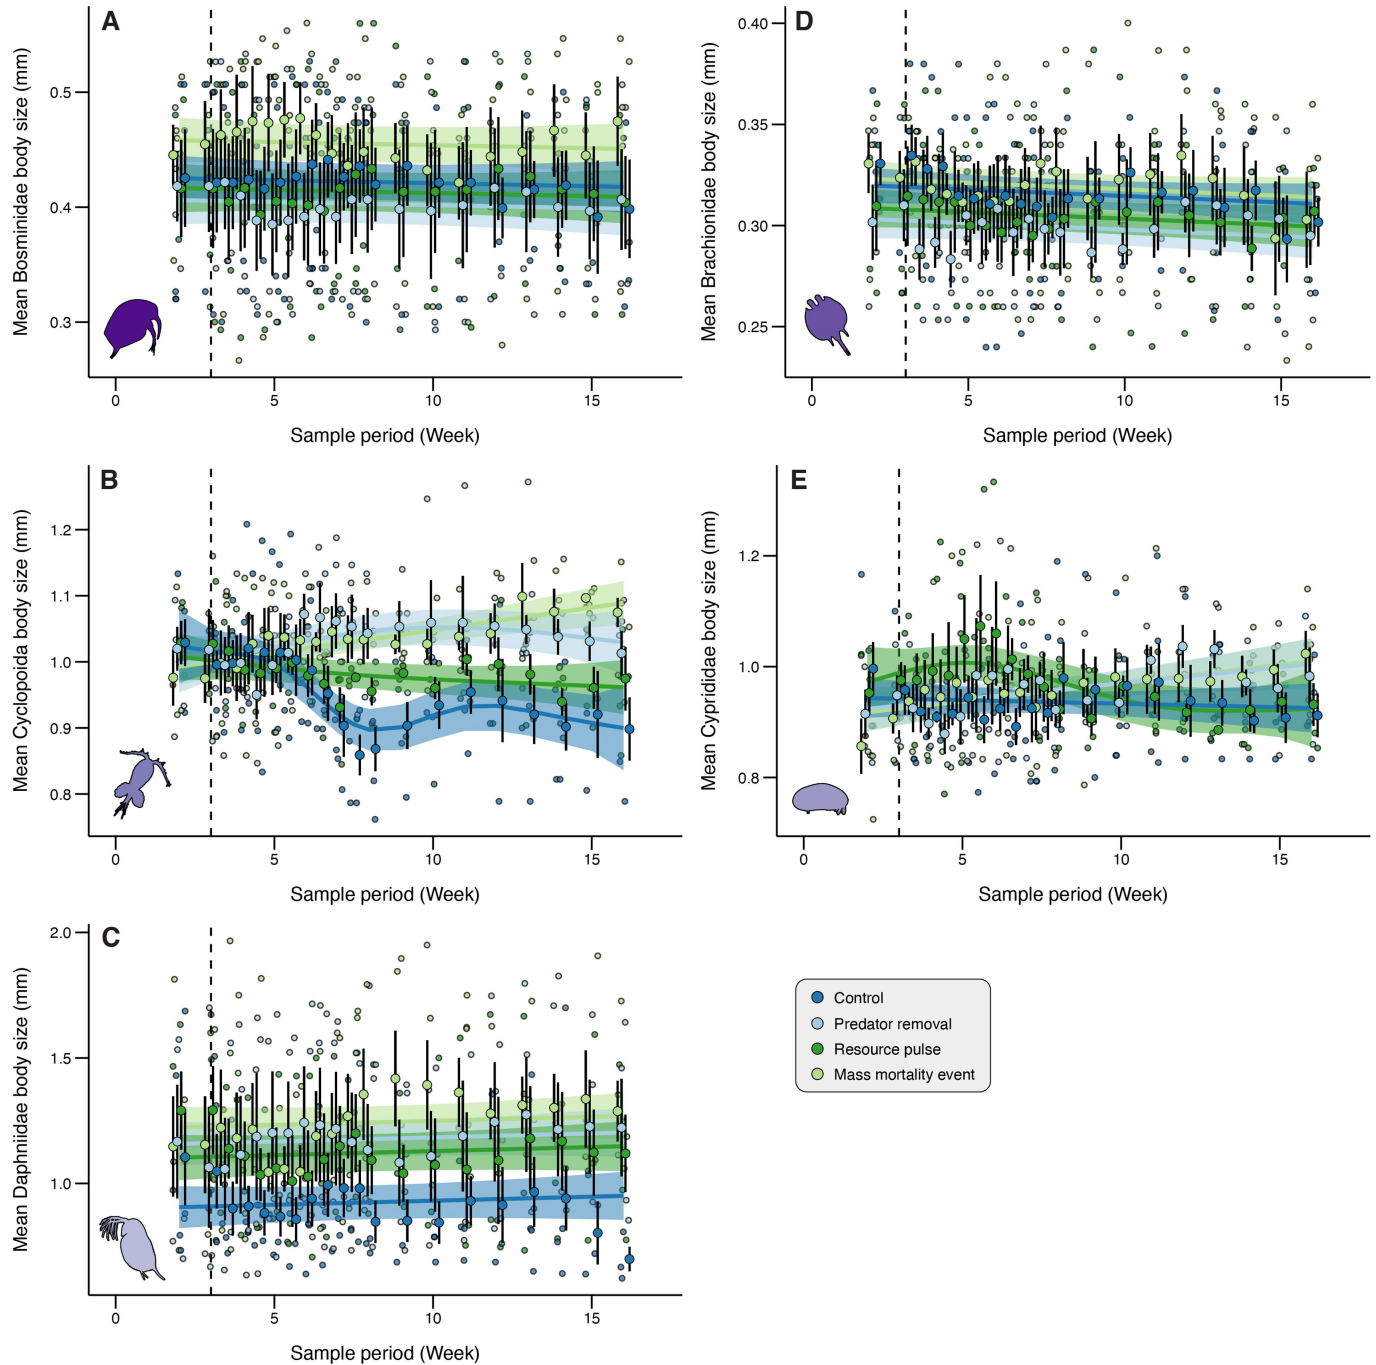 A
Mean Bosminidae body size (mm)
0.5
0.4
0.3
0 5 10 15
Sample period (Week)
D
Mean Brachionidae body size (mm)
0.40
0.35
0.30
0.25
0 5 10 15
Sample period (Week)
B
Mean Cyclopoida body size (mm)
1.2
1.1
1.0
0.9
0.8
0 5 10 15
Sample period (Week)
E
Mean Cyprididae body size (mm)
1.2
1.0
0.8
0 5 10 15
Sample period (Week)
C
Mean Daphniidae body size (mm)
2.0
1.5
1.0
0 5 10 15
Sample period (Week)
Control
Predator removal
Resource pulse
Mass mortality event